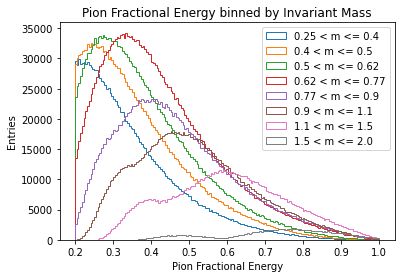 Pion Fractional Energy binned by Invariant Mass
Entries
35000
30000
25000
20000
15000
10000
5000
0
0.25 < m <= 0.4
0.4 < m <= 0.5
0.5 < m <= 0.62
0.62 < m <= 0.77
0.77 < m <= 0.9
0.9 < m <= 1.1
1.1 < m <= 1.5
1.5 < m <= 2.0
0.2 0.3 0.4 0.5 0.6 0.7 0.8 0.9 1.0
Pion Fractional Energy